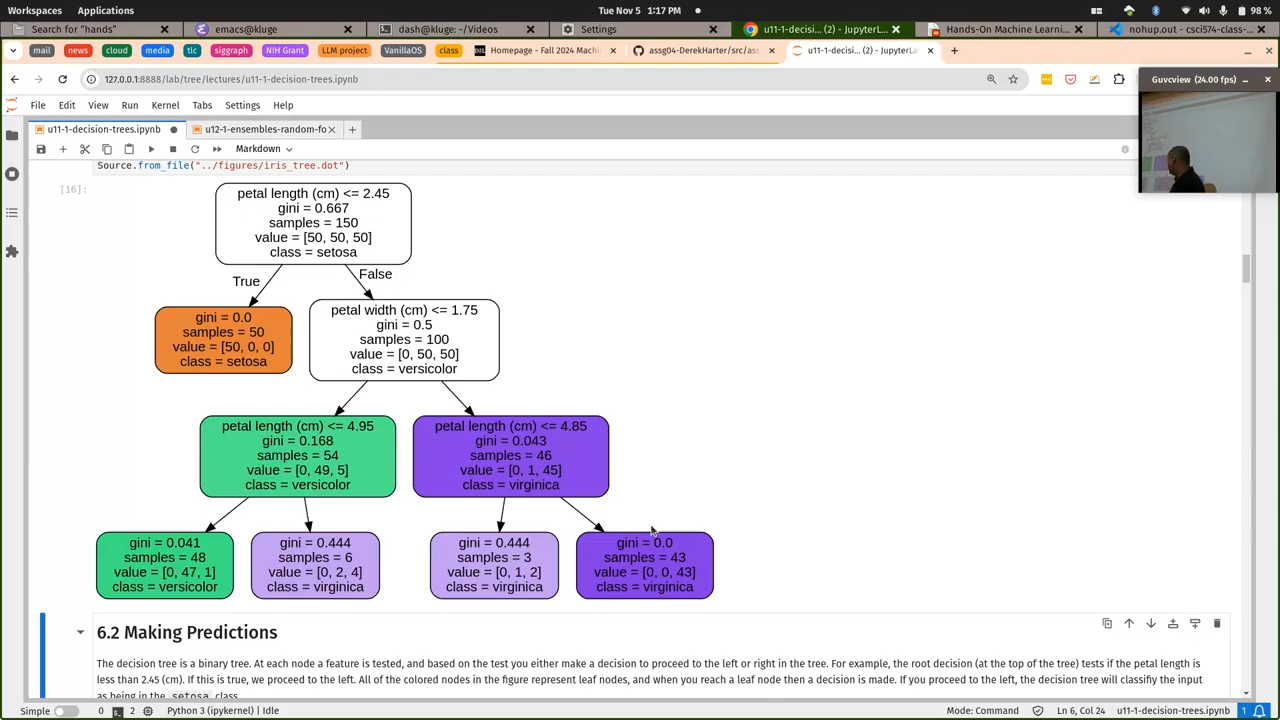 Workspaces Applications Tue Nov 5 1:17 PM 98 %
Search for "hands" emacs@kluge dash@kluge: ~/Videos Settings u11-1-decisi... (2) - JupyterL... Hands-On Machine Learni... nohup.out - csci574-class-...
mail news cloud media tlc siggraph NIH Grant LLM project VanillaOS class Homepage - Fall 2024 Machin assg04-DerekHarter/src/ass u11-1-decisi... (2) - JupyterL
127.0.0.1:8888/lab/tree/lectures/u11-1-decision-trees.ipynb
Guvcview (24.00 fps)
File Edit View Run Kernel Tabs Settings Help
u11-1-decision-trees.ipynb u12-1-ensembles-random-fo
Markdown
Source.from_file("../figures/iris_tree.dot")
[16]:
petal length (cm) <= 2.45
gini = 0.667
samples = 150
value = [50, 50, 50]
class = setosa
True
False
gini = 0.0
samples = 50
value = [50, 0, 0]
class = setosa
petal width (cm) <= 1.75
gini = 0.5
samples = 100
value = [0, 50, 50]
class = versicolor
petal length (cm) <= 4.95
gini = 0.168
samples = 54
value = [0, 49, 5]
class = versicolor
petal length (cm) <= 4.85
gini = 0.043
samples = 46
value = [0, 1, 45]
class = virginica
gini = 0.041
samples = 48
value = [0, 47, 1]
class = versicolor
gini = 0.444
samples = 6
value = [0, 2, 4]
class = virginica
gini = 0.444
samples = 3
value = [0, 1, 2]
class = virginica
gini = 0.0
samples = 43
value = [0, 0, 43]
class = virginica
6.2 Making Predictions
The decision tree is a binary tree. At each node a feature is tested, and based on the test you either make a decision to proceed to the left or right in the tree. For example, the root decision (at the top of the tree) tests if the petal length is
less than 2.45 (cm). If this is true, we proceed to the left. All of the colored nodes in the figure represent leaf nodes, and when you reach a leaf node then a decision is made. If you proceed to the left, the decision tree will classifiy the input
as being in the setosa class.
Simple 0 2 Python 3 (ipykernel) | Idle Mode: Command Ln 6, Col 24 u11-1-decision-trees.ipynb 1